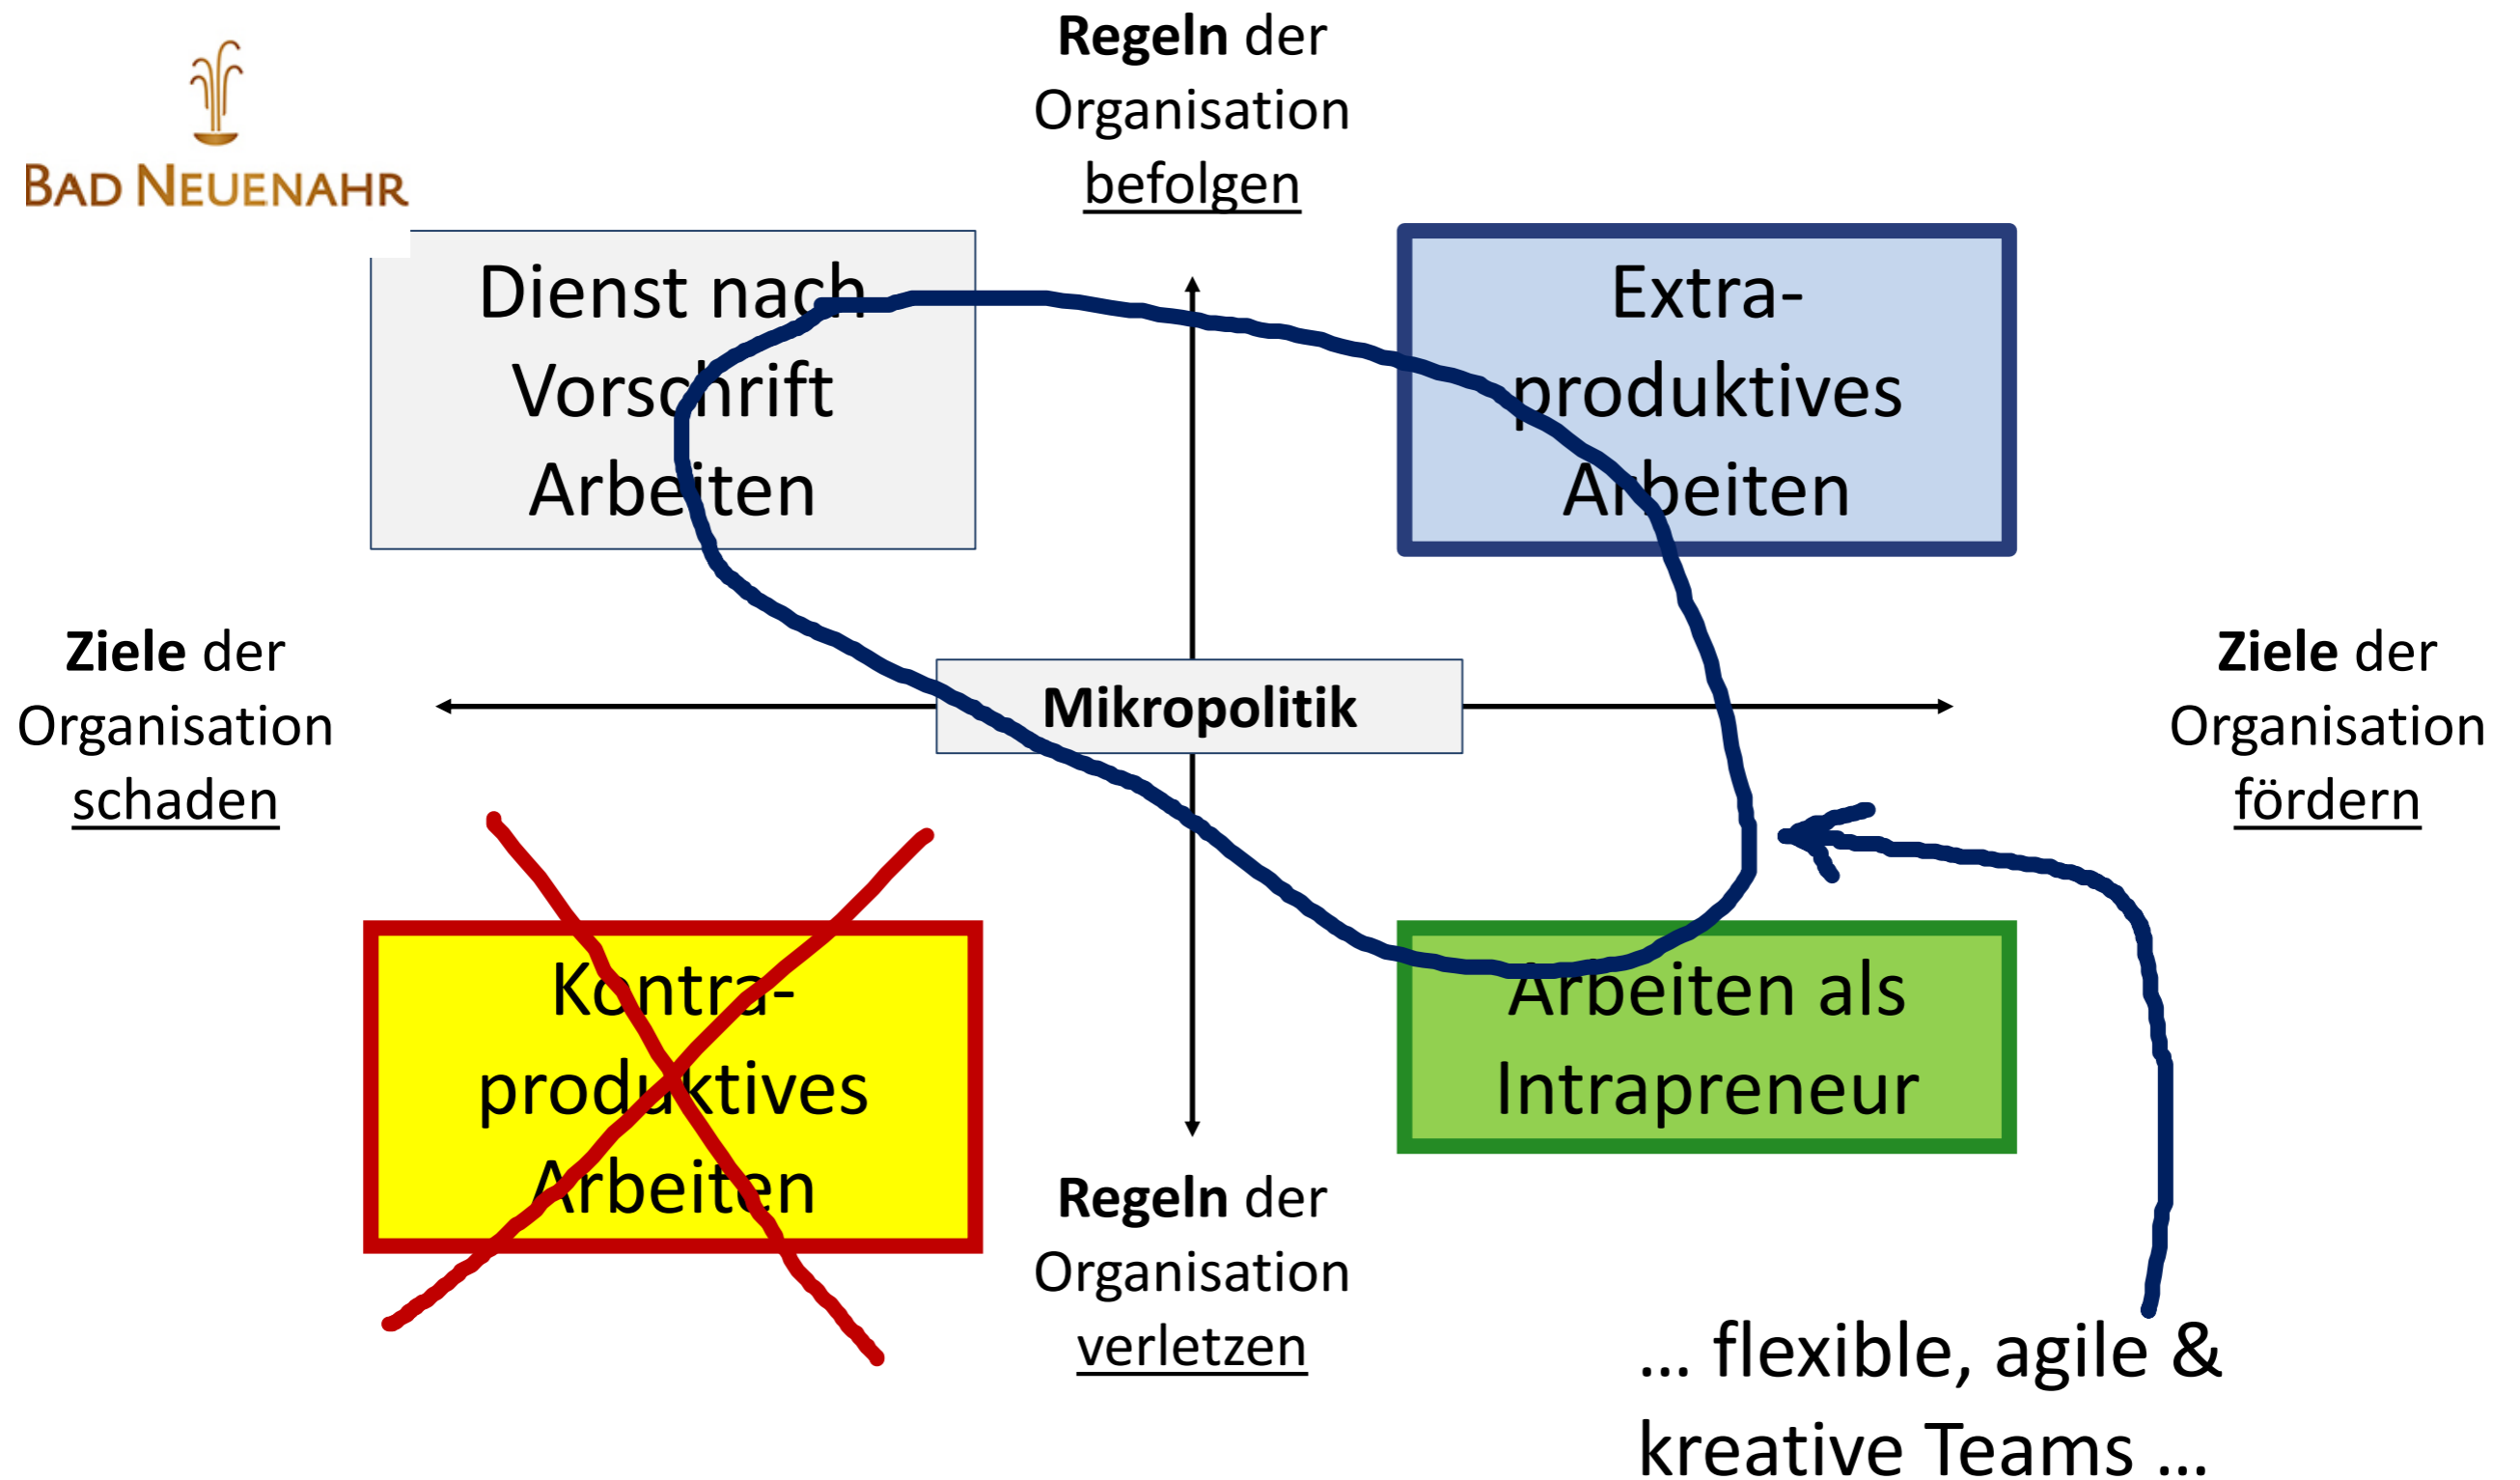 Regeln der
Organisation
befolgen
BAD NEUENAHR
Dienst nach
Vorschrift
Arbeiten
Extra-
produktives
Arbeiten
Ziele der
Organisation
schaden
Mikropolitik
Ziele der
Organisation
fördern
Kontra-
produktives
Arbeiten
Arbeiten als
Intrapreneur
Regeln der
Organisation
verletzen
... flexible, agile &
kreative Teams ...